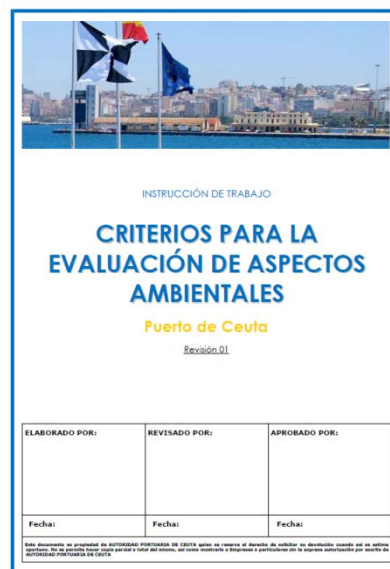 INSTRUCCIÓN DE TRABAJO
CRITERIOS PARA LA
EVALUACIÓN DE ASPECTOS
AMBIENTALES
Puerto de Ceuta
Revisión 01
ELABORADO POR: REVISADO POR: APROBADO POR:
Fecha: Fecha: Fecha:
Este documento es propiedad de AUTORIDAD PORTUARIA DE CEUTA quien se reserva el derecho de solicitar su devolución cuando así se estime
oportuno. No se permite hacer copia parcial o total del mismo, así como mostrarlo a Empresas o particulares sin la expresa autorización por escrito de
AUTORIDAD PORTUARIA DE CEUTA